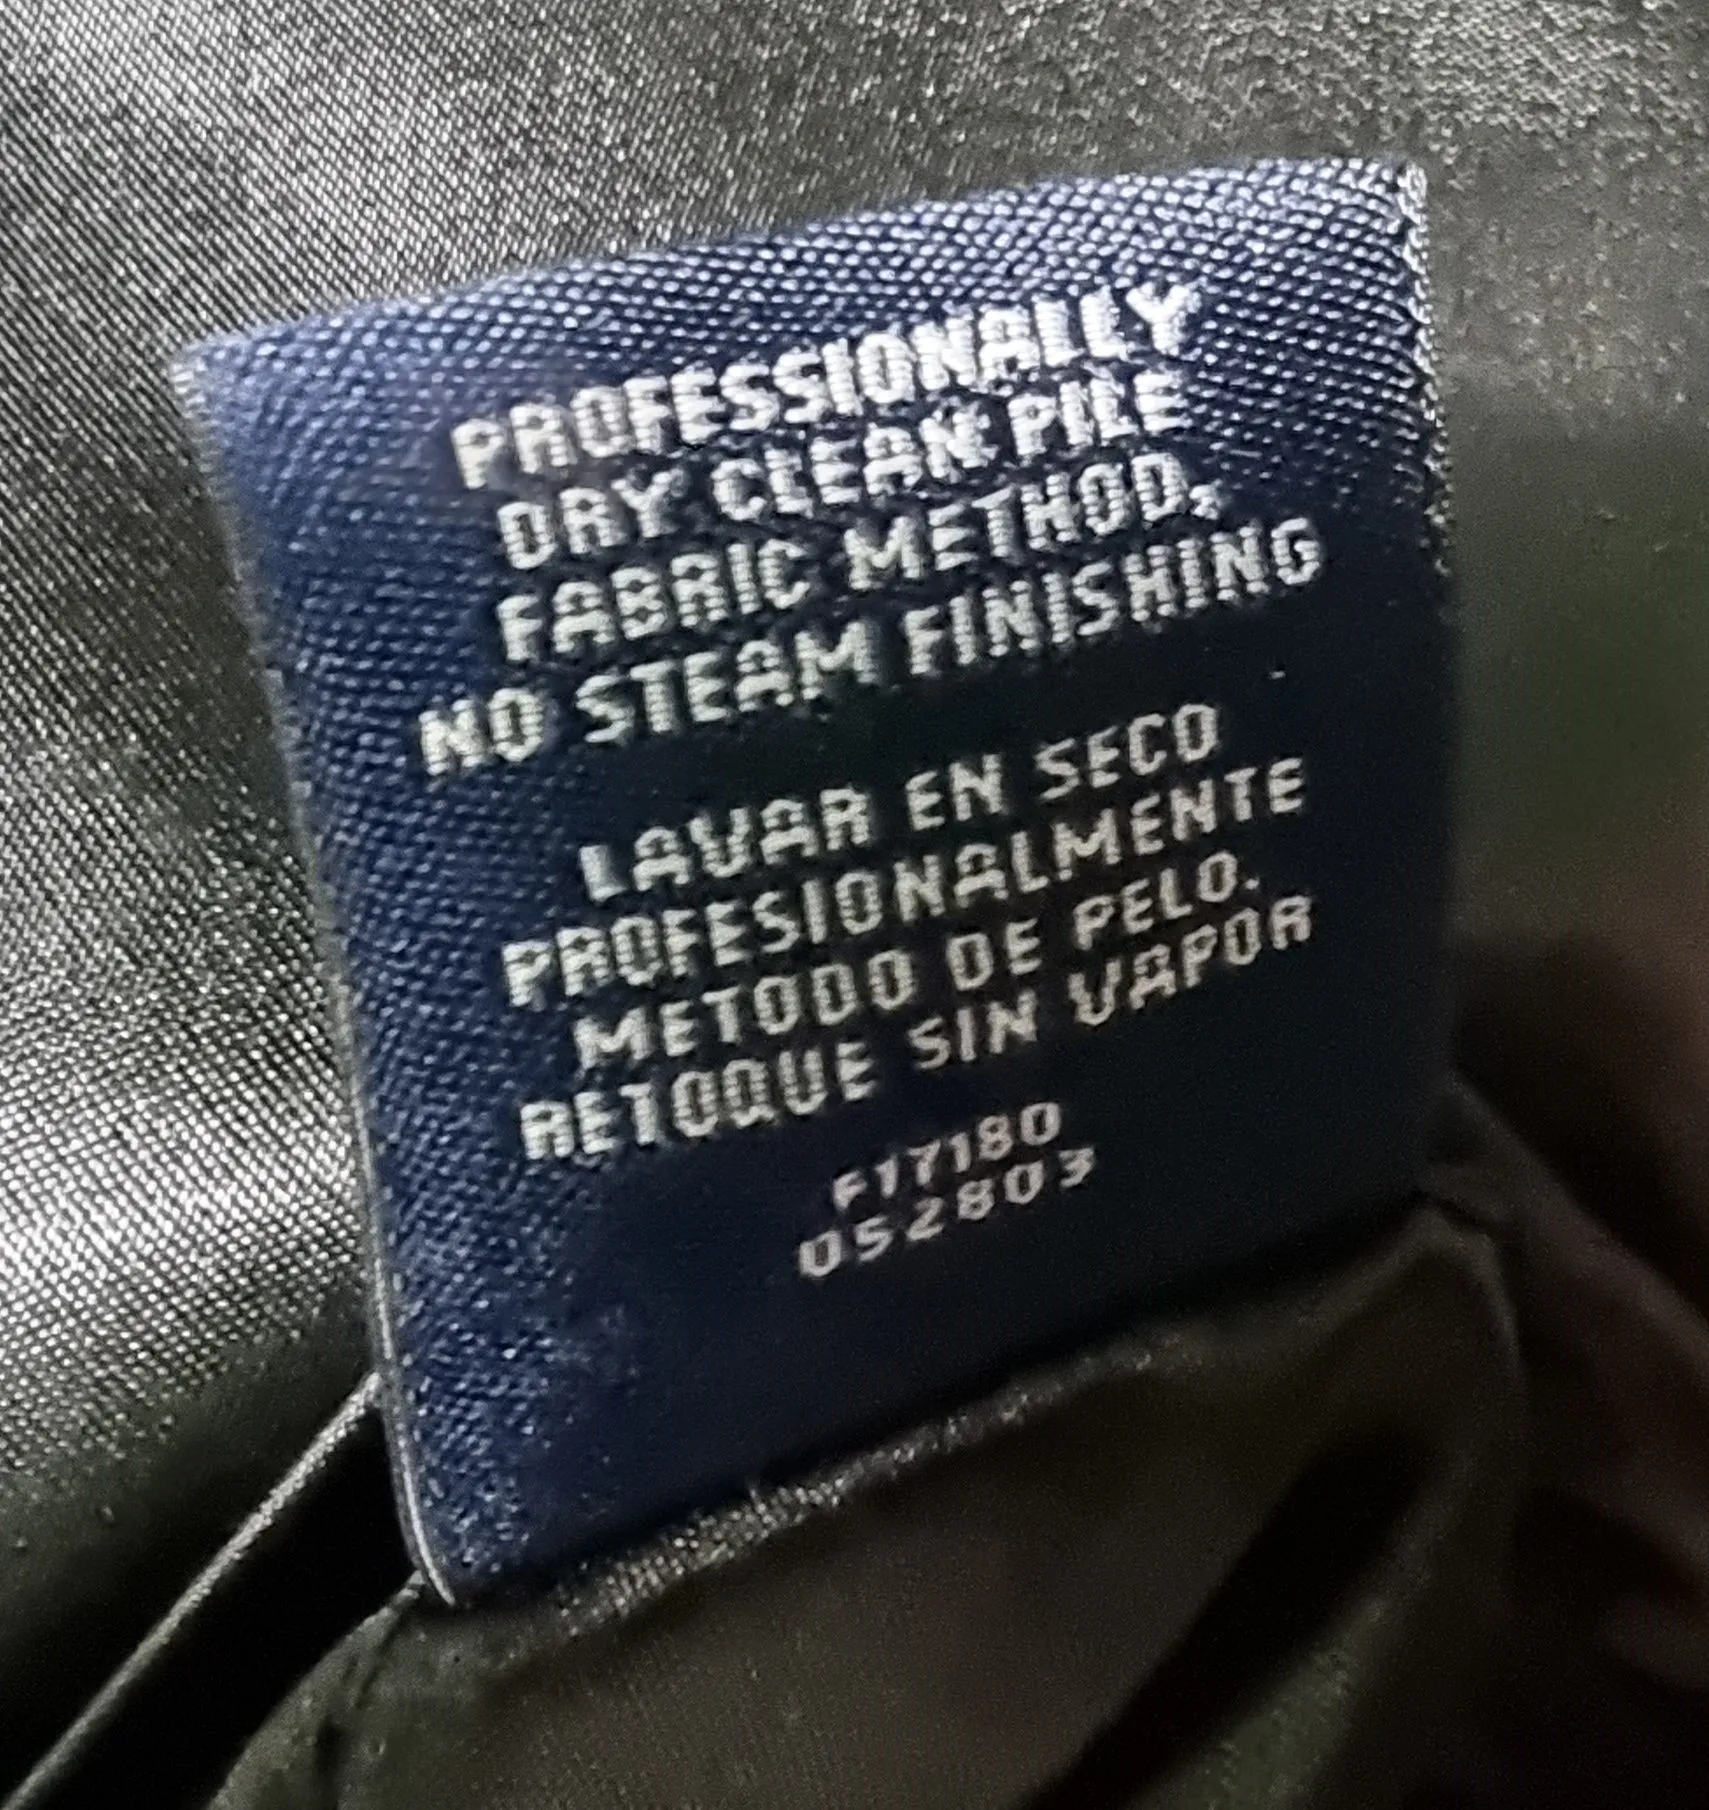 PROFESSIONALLY
DRY CLEAN PILE
FABRIC METHOD.
NO STEAM FINISHING
LAVAR EN SECO
PROFESIONALMENTE
METODO DE PELO.
RETOQUE SIN VAPOR
F17180
052803